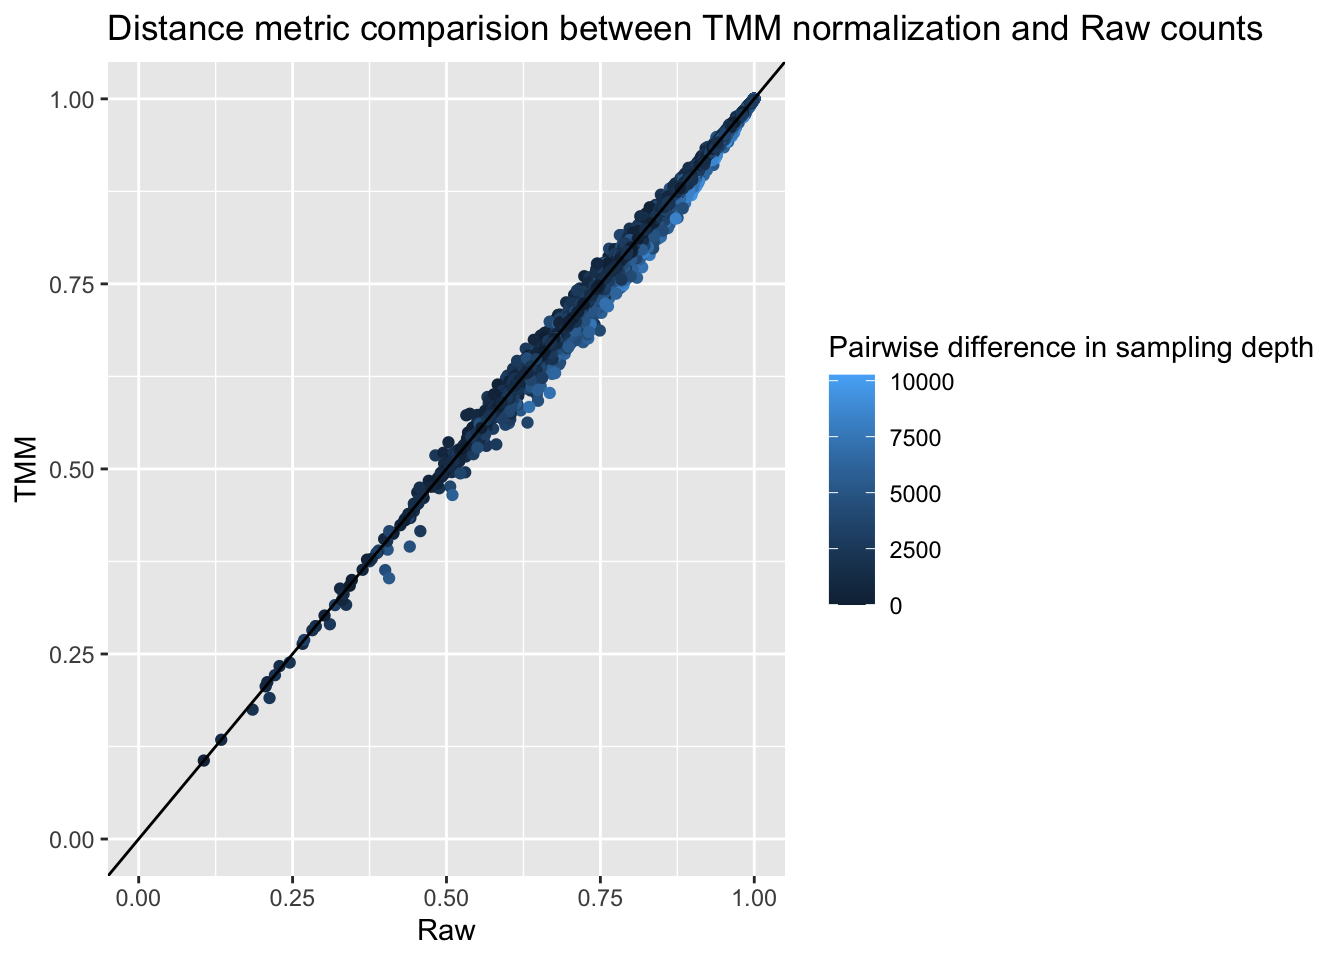 Distance metric comparision between TMM normalization and Raw counts
1.00
0.75
0.50
0.25
0.00
TMM
0.00 0.25 0.50 0.75 1.00
Raw
Pairwise difference in sampling depth
10000
7500
5000
2500
0